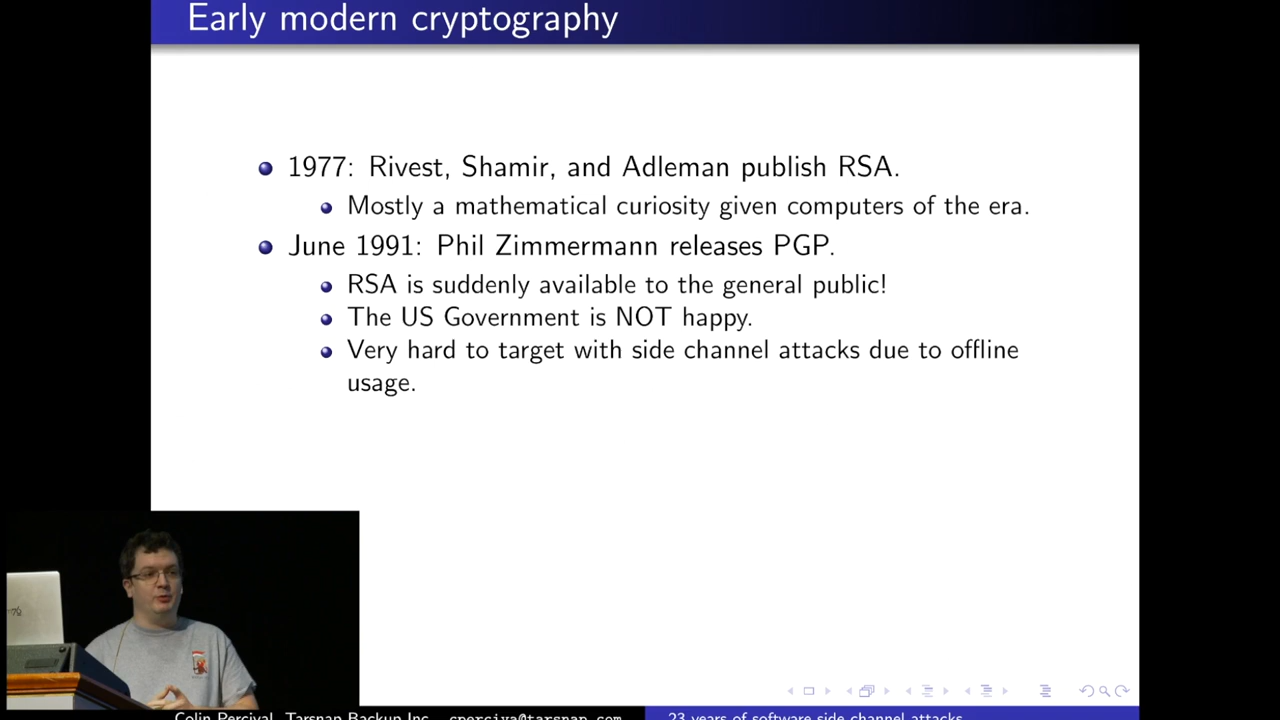 Early modern cryptography
1977: Rivest, Shamir, and Adleman publish RSA.
Mostly a mathematical curiosity given computers of the era.
June 1991: Phil Zimmermann releases PGP.
RSA is suddenly available to the general public!
The US Government is NOT happy.
Very hard to target with side channel attacks due to offline
usage.
Colin Percival, Tarsnap Backup Inc. cperciva@tarsnap.com
23 years of software side channel attacks